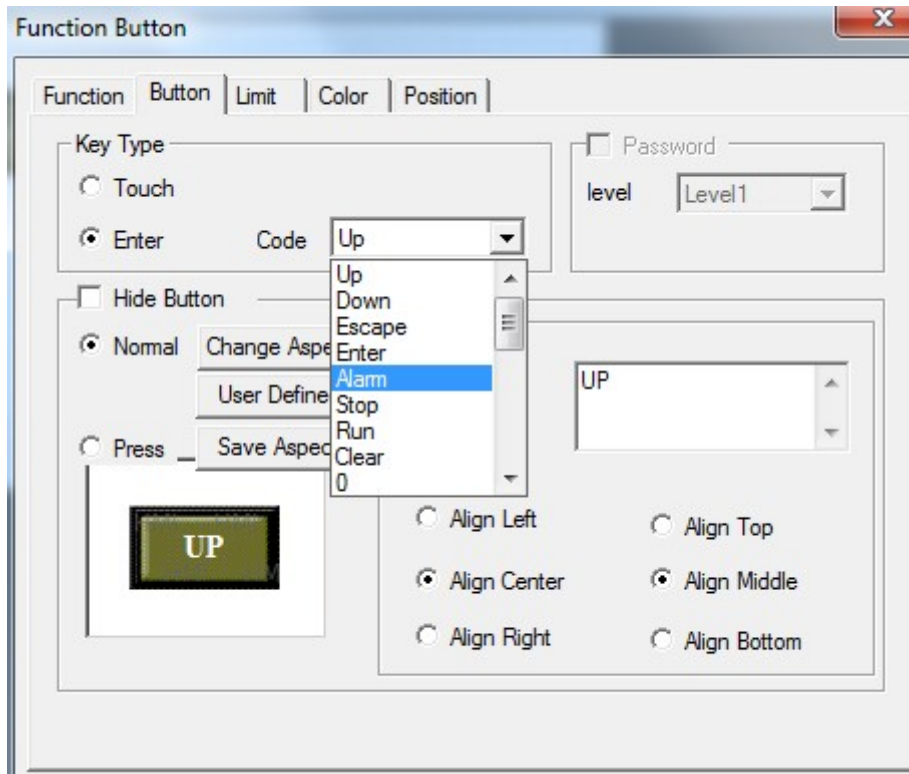 Function Button
X
Function Button Limit Color Position
Key Type
Password
Touch
level Level1
Enter Code Up
Up
Down
Escape
Enter
Alarm
Stop
Run
Clear
0
Hide Button
Normal Change Aspe
User Define
Press Save Aspec
UP
UP
Align Left Align Top
Align Center Align Middle
Align Right Align Bottom